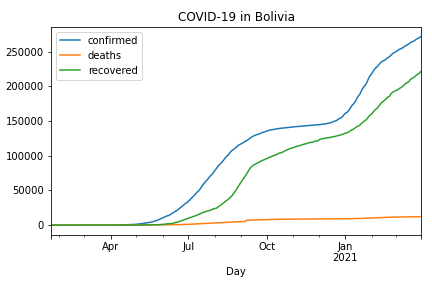 COVID-19 in Bolivia
confirmed
deaths
recovered
250000
200000
150000
100000
50000
0
Apr Jul Oct Jan
2021
Day